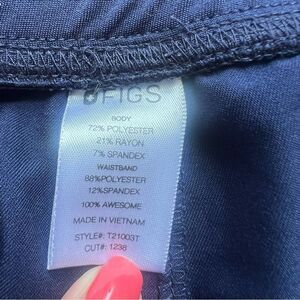 FIGS
BODY
72% POLYESTER
21% RAYON
7% SPANDEX
WAISTBAND
88%POLYESTER
12%SPANDEX
100% AWESOME
MADE IN VIETNAM
STYLE#: T21003T
CUT#: 1238